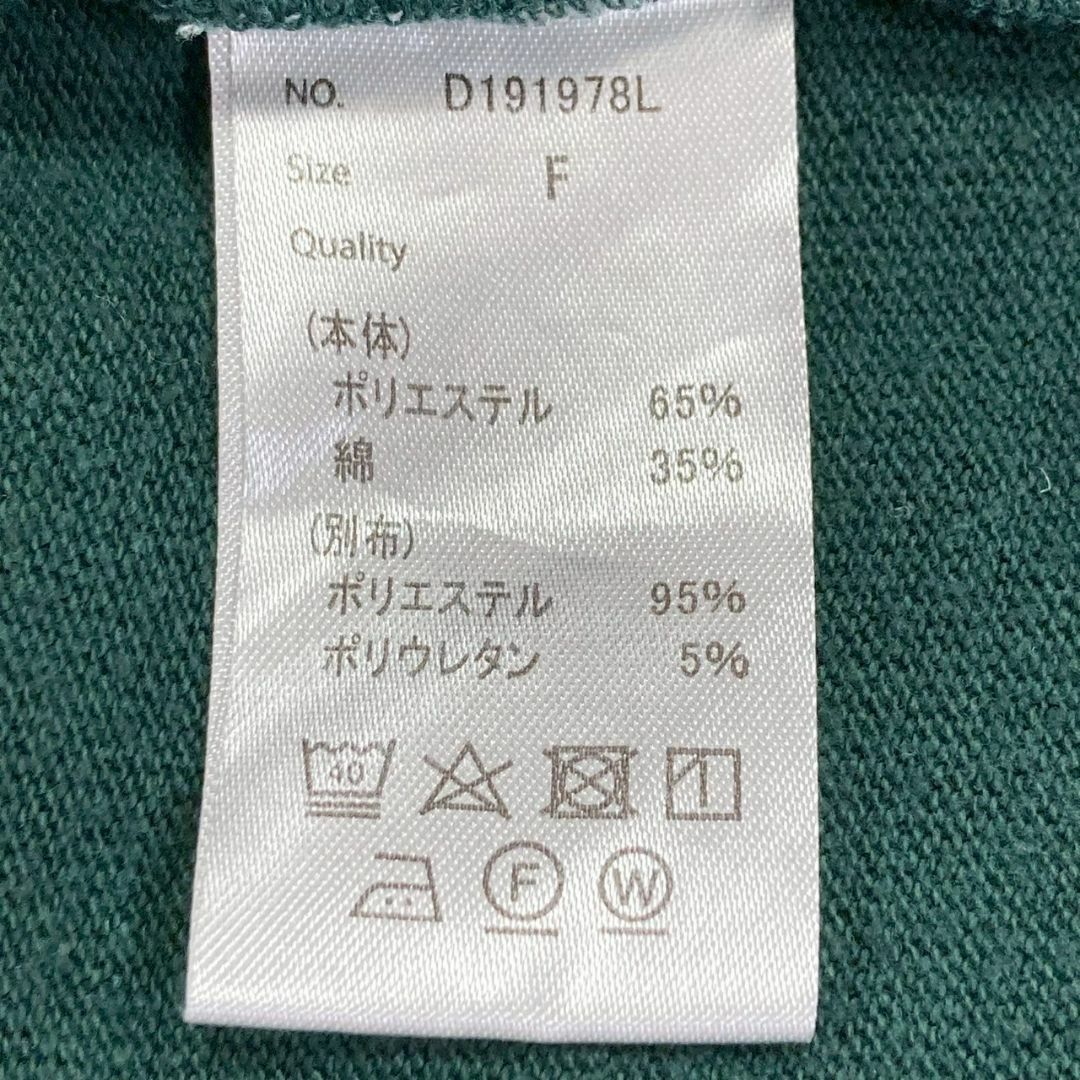 NO. D191978L
Size F
Quality
(本体)
ポリエステル 65%
綿 35%
(別布)
ポリエステル 95%
ポリウレタン 5%
40
F W